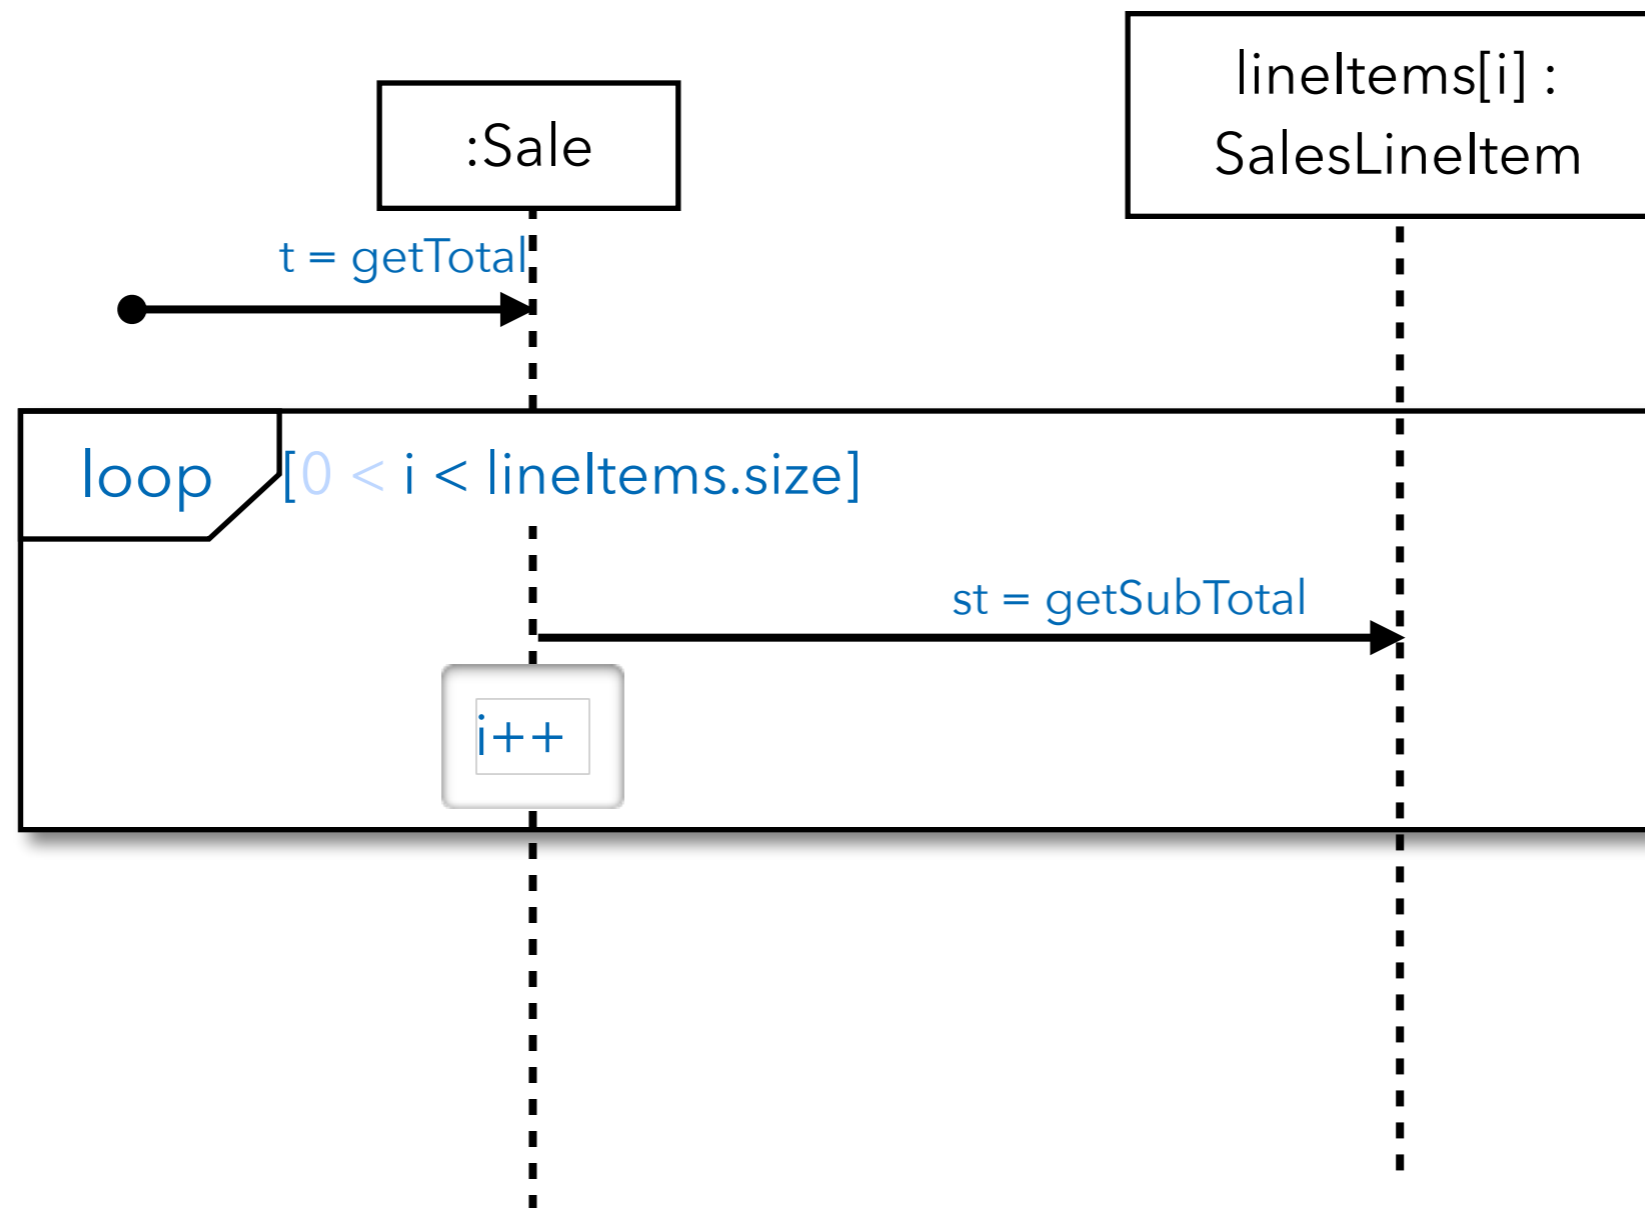 lineItems[i] :
SalesLineItem
:Sale
t = getTotal
loop
[0 < i < lineItems.size]
st = getSubTotal
i++